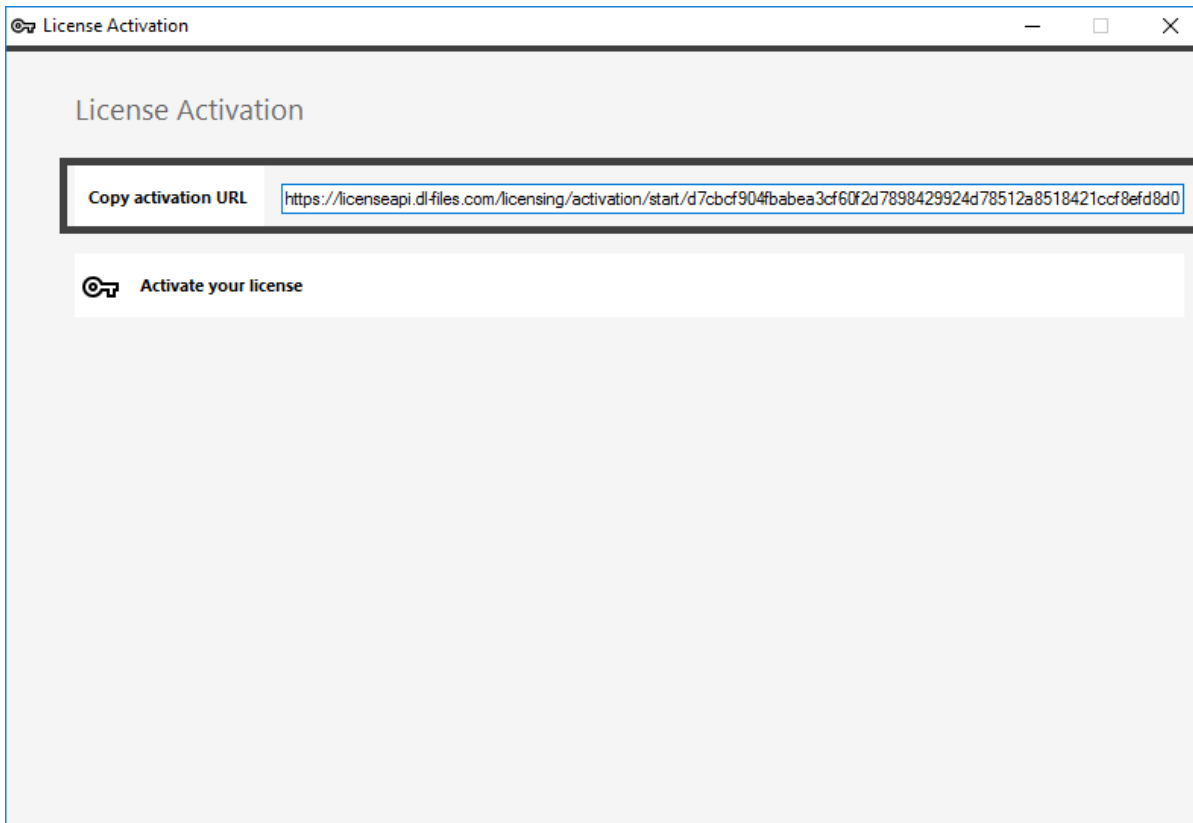 License Activation
License Activation
Copy activation URL
https://licenseapi.dl-files.com/licensing/activation/start/d7cbcf904fbabea3cf60f2d7898429924d78512a8518421ccf8efd8d0
Activate your license